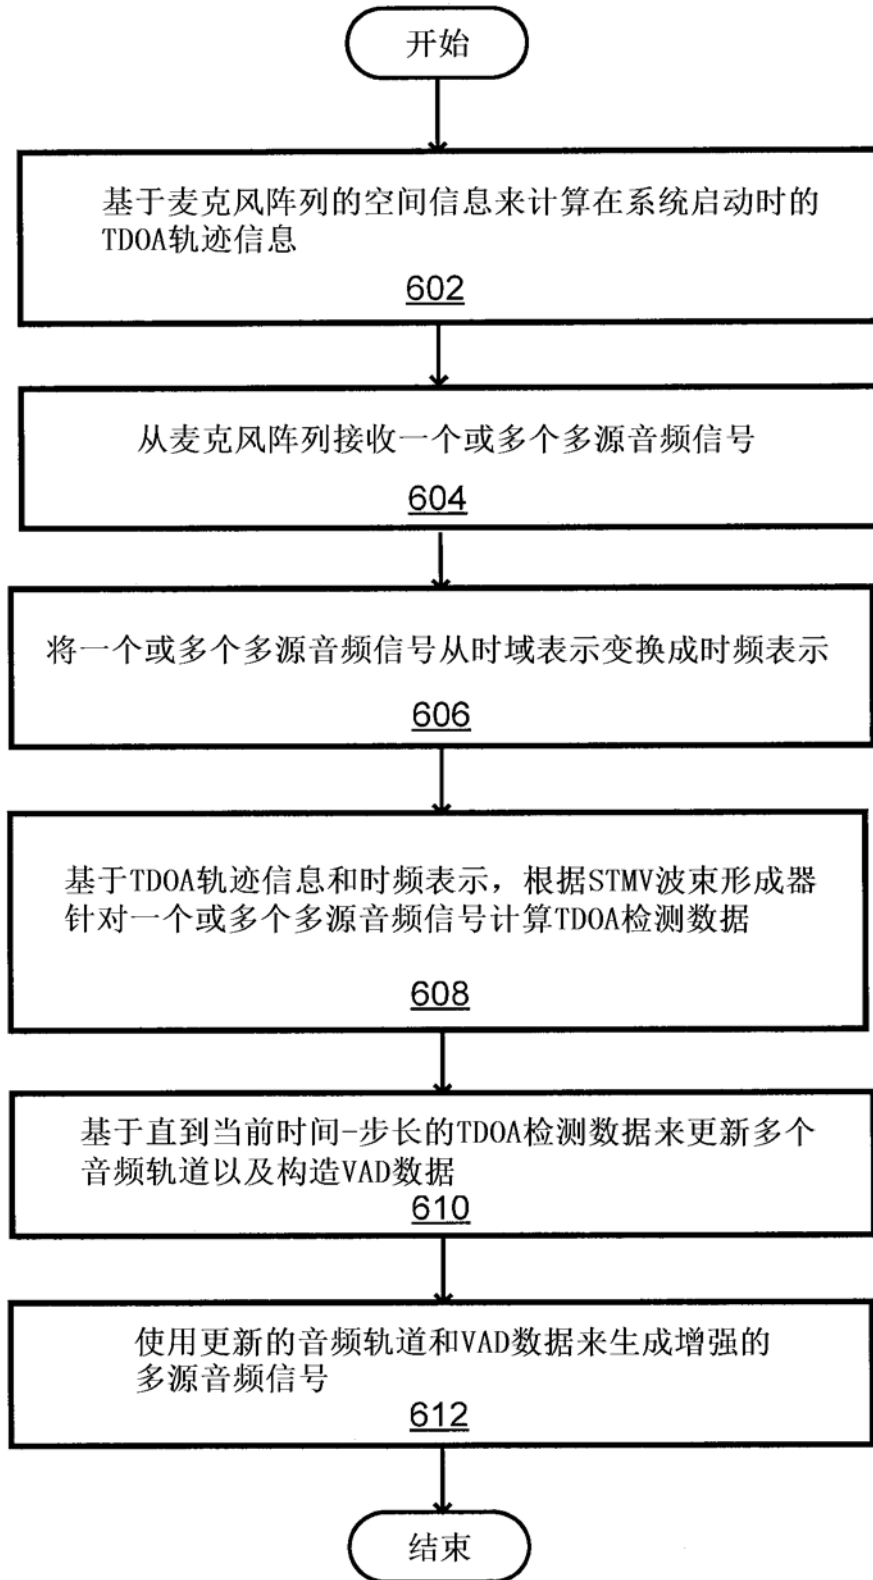 开始
基于麦克风阵列的空间信息来计算在系统启动时的
TDOA轨迹信息
602
从麦克风阵列接收一个或多个多源音频信号
604
将一个或多个多源音频信号从时域表示变换成时频表示
606
基于TDOA轨迹信息和时频表示，根据STMV波束形成器
针对一个或多个多源音频信号计算TDOA检测数据
608
基于直到当前时间-步长的TDOA检测数据来更新多个
音频轨道以及构造VAD数据
610
使用更新的音频轨道和VAD数据来生成增强的
多源音频信号
612
结束